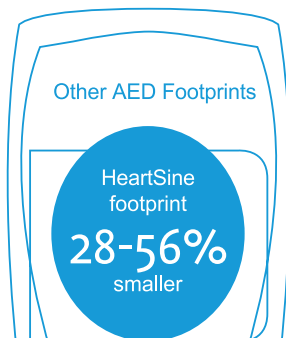 Other AED Footprints
HeartSine
footprint
28-56%
smaller